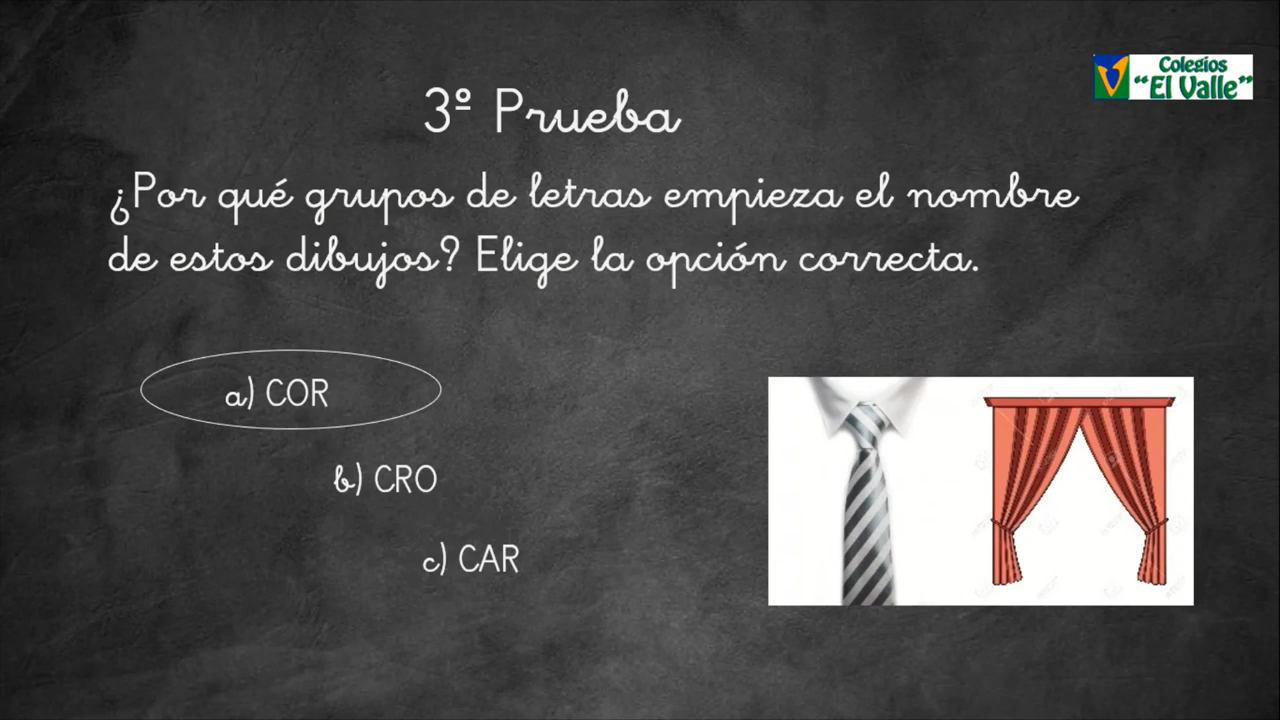 Colegios
“El Valle”
3º Prueba
¿Por qué grupos de letras empieza el nombre
de estos dibujos? Elige la opción correcta.
a) COR
b) CRO
c) CAR